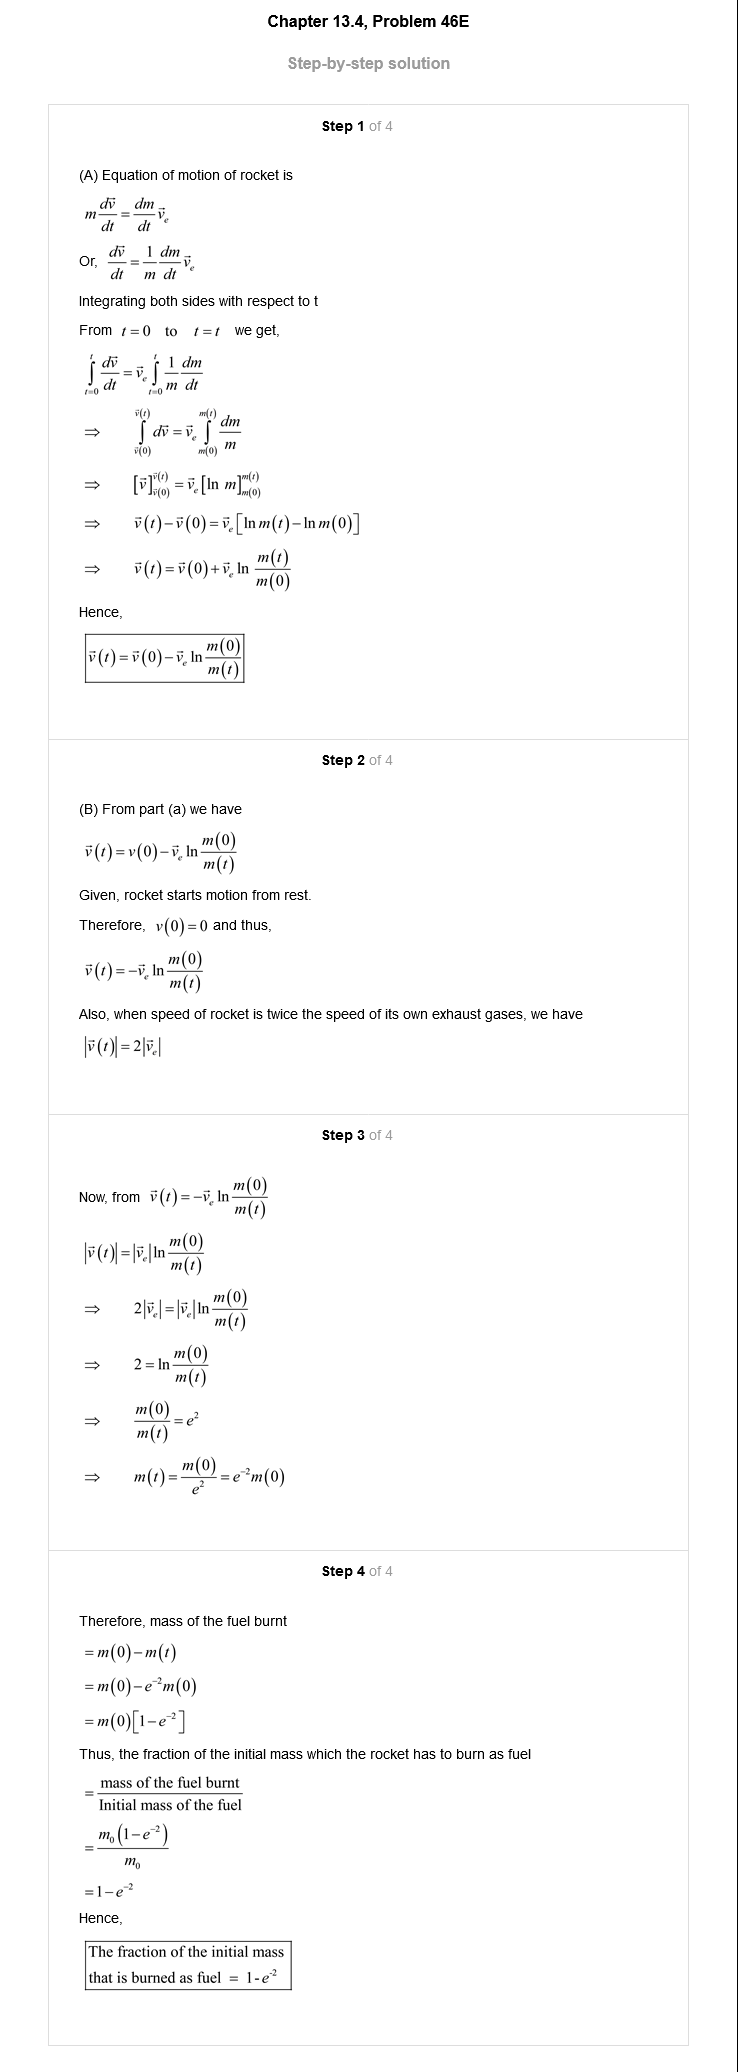 Chapter 13.4, Problem 46E
Step-by-step solution
Step 1 of 4
(A) Equation of motion of rocket is
$m\frac{d\vec{v}}{dt}=\frac{dm}{dt}\vec{v}_e$
Or, $\frac{d\vec{v}}{dt}=\frac{1}{m}\frac{dm}{dt}\vec{v}_e$
Integrating both sides with respect to t
From $t=0$ to $t=t$ we get,
$\int_{t=0}^{t}\frac{d\vec{v}}{dt}=\vec{v}_e\int_{t=0}^{t}\frac{1}{m}\frac{dm}{dt}$
$\Rightarrow \int_{\vec{v}(0)}^{\vec{v}(t)}d\vec{v}=\vec{v}_e\int_{m(0)}^{m(t)}\frac{dm}{m}$
$\Rightarrow [\vec{v}]_{\vec{v}(0)}^{\vec{v}(t)}=\vec{v}_e[\ln m]_{m(0)}^{m(t)}$
$\Rightarrow \vec{v}(t)-\vec{v}(0)=\vec{v}_e[\ln m(t)-\ln m(0)]$
$\Rightarrow \vec{v}(t)=\vec{v}(0)+\vec{v}_e\ln\frac{m(t)}{m(0)}$
Hence,
$\vec{v}(t)=\vec{v}(0)-\vec{v}_e\ln\frac{m(0)}{m(t)}$
Step 2 of 4
(B) From part (a) we have
$\vec{v}(t)=v(0)-\vec{v}_e\ln\frac{m(0)}{m(t)}$
Given, rocket starts motion from rest.
Therefore, $v(0)=0$ and thus,
$\vec{v}(t)=-\vec{v}_e\ln\frac{m(0)}{m(t)}$
Also, when speed of rocket is twice the speed of its own exhaust gases, we have
$|\vec{v}(t)|=2|\vec{v}_e|$
Step 3 of 4
Now, from $\vec{v}(t)=-\vec{v}_e\ln\frac{m(0)}{m(t)}$
$|\vec{v}(t)|=|\vec{v}_e|\ln\frac{m(0)}{m(t)}$
$\Rightarrow 2|\vec{v}_e|=|\vec{v}_e|\ln\frac{m(0)}{m(t)}$
$\Rightarrow 2=\ln\frac{m(0)}{m(t)}$
$\Rightarrow \frac{m(0)}{m(t)}=e^2$
$\Rightarrow m(t)=\frac{m(0)}{e^2}=e^{-2}m(0)$
Step 4 of 4
Therefore, mass of the fuel burnt
$=m(0)-m(t)$
$=m(0)-e^{-2}m(0)$
$=m(0)[1-e^{-2}]$
Thus, the fraction of the initial mass which the rocket has to burn as fuel
$=\frac{\text{mass of the fuel burnt}}{\text{Initial mass of the fuel}}$
$=\frac{m_0(1-e^{-2})}{m_0}$
$=1-e^{-2}$
Hence,
The fraction of the initial mass
that is burned as fuel = $1-e^{-2}$